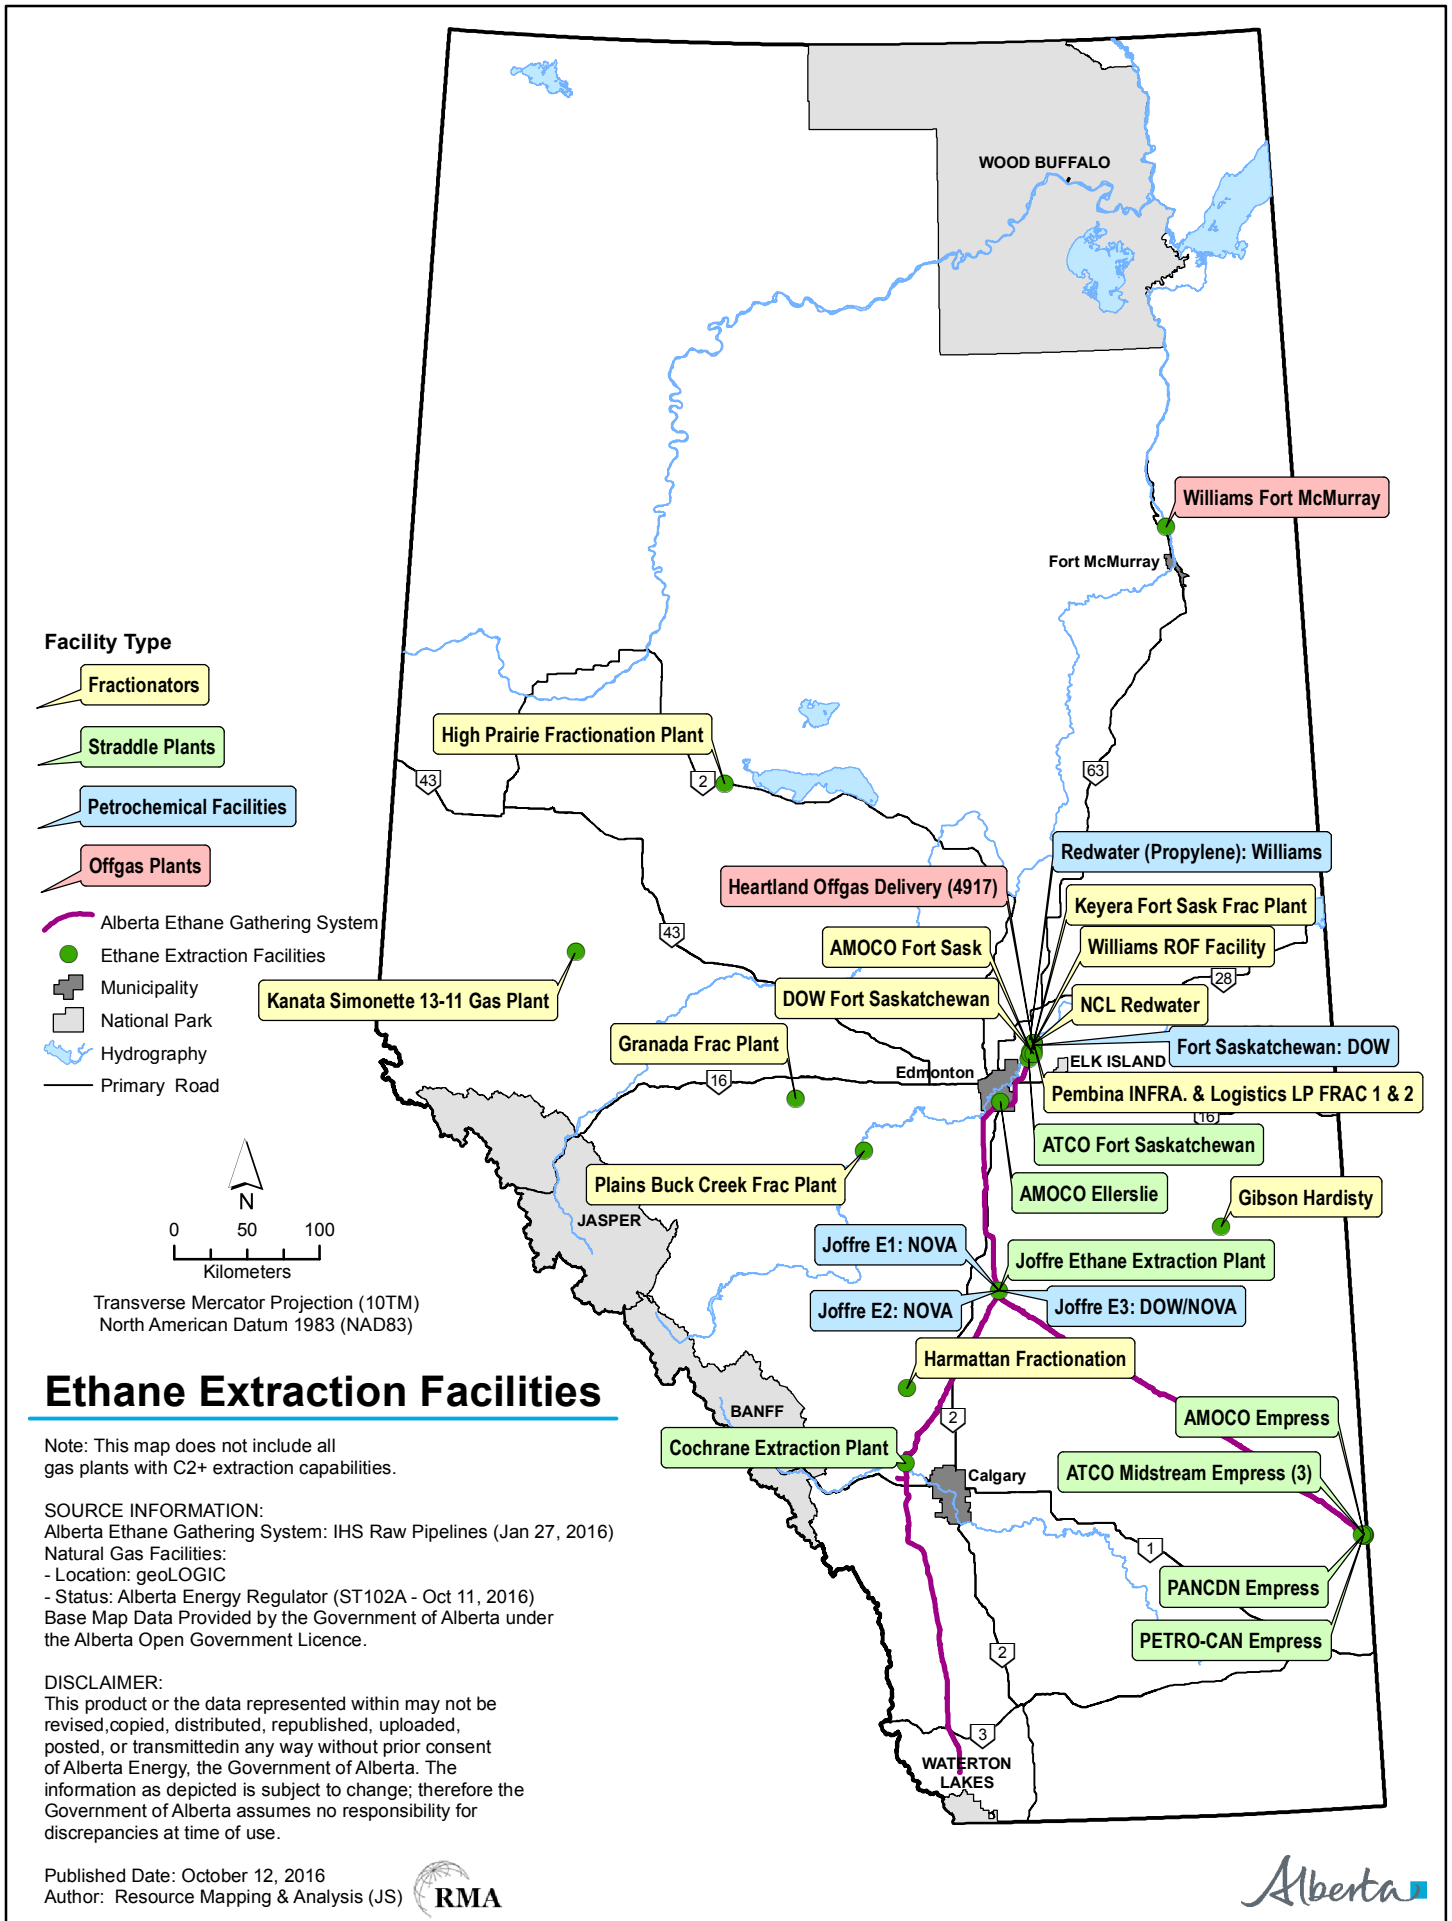 WOOD BUFFALO
Williams Fort McMurray
Fort McMurray
Facility Type
Fractionators
Straddle Plants
Petrochemical Facilities
Offgas Plants
Alberta Ethane Gathering System
Ethane Extraction Facilities
Municipality
National Park
Hydrography
Primary Road
High Prairie Fractionation Plant
2
43
63
Redwater (Propylene): Williams
Heartland Offgas Delivery (4917)
Keyera Fort Sask Frac Plant
43
AMOCO Fort Sask
Williams ROF Facility
28
Kanata Simonette 13-11 Gas Plant
DOW Fort Saskatchewan
NCL Redwater
Granada Frac Plant
Fort Saskatchewan: DOW
16
Edmonton
ELK ISLAND
Pembina INFRA. & Logistics LP FRAC 1 & 2
16
ATCO Fort Saskatchewan
Plains Buck Creek Frac Plant
AMOCO Ellerslie
Gibson Hardisty
JASPER
Joffre E1: NOVA
Joffre Ethane Extraction Plant
Joffre E2: NOVA
Joffre E3: DOW/NOVA
Harmattan Fractionation
BANFF
2
AMOCO Empress
Cochrane Extraction Plant
ATCO Midstream Empress (3)
Calgary
1
PANCDN Empress
PETRO-CAN Empress
2
3
WATERTON
LAKES
N
0 50 100
Kilometers
Transverse Mercator Projection (10TM)
North American Datum 1983 (NAD83)
Ethane Extraction Facilities
Note: This map does not include all
gas plants with C2+ extraction capabilities.
SOURCE INFORMATION:
Alberta Ethane Gathering System: IHS Raw Pipelines (Jan 27, 2016)
Natural Gas Facilities:
- Location: geoLOGIC
- Status: Alberta Energy Regulator (ST102A - Oct 11, 2016)
Base Map Data Provided by the Government of Alberta under
the Alberta Open Government Licence.
DISCLAIMER:
This product or the data represented within may not be
revised,copied, distributed, republished, uploaded,
posted, or transmittedin any way without prior consent
of Alberta Energy, the Government of Alberta. The
information as depicted is subject to change; therefore the
Government of Alberta assumes no responsibility for
discrepancies at time of use.
Published Date: October 12, 2016
Author: Resource Mapping & Analysis (JS)
RMA
Alberta